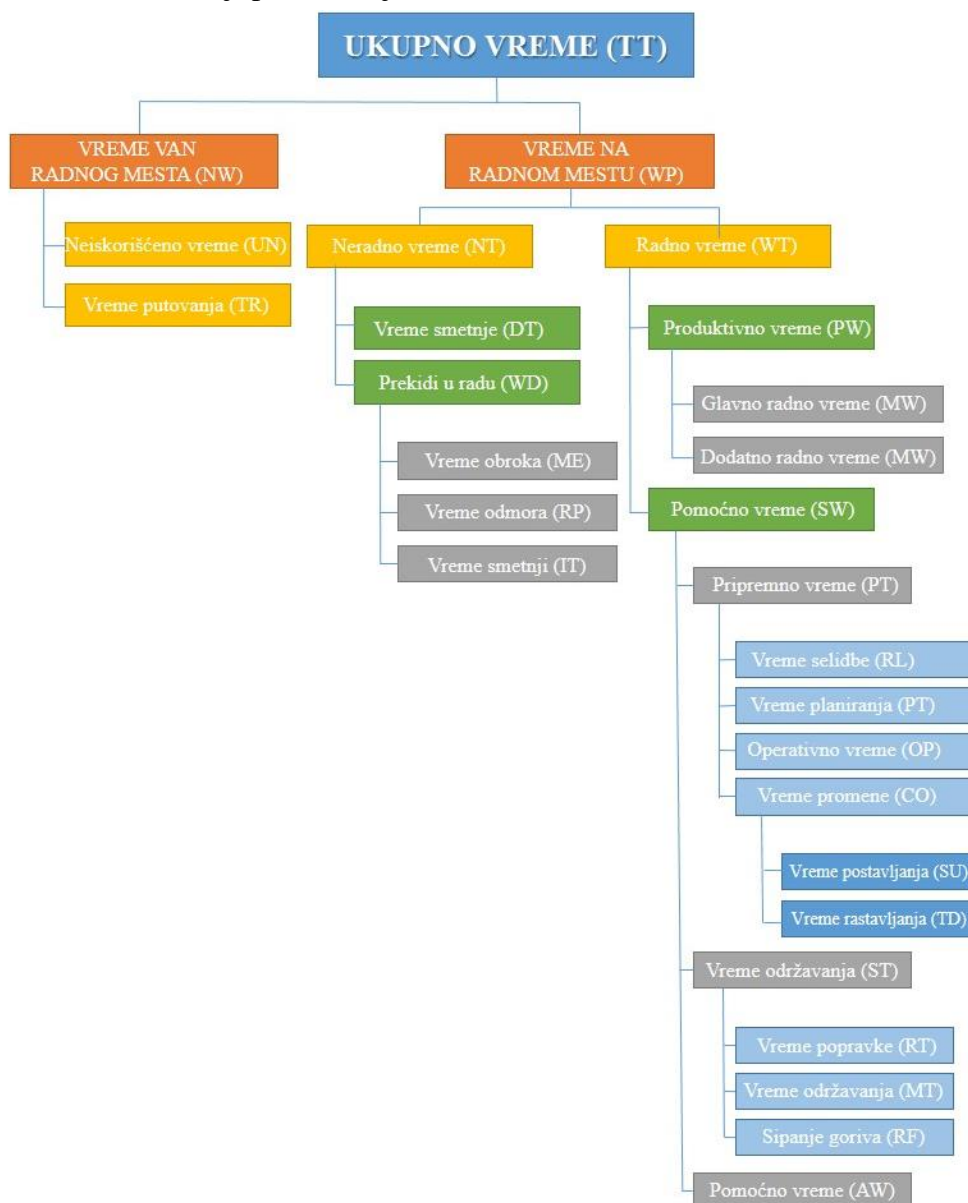 UKUPNO VREME (TT)
VREME VAN
RADNOG MESTA (NW)
VREME NA
RADNOM MESTU (WP)
Neiskorišćeno vreme (UN)
Vreme putovanja (TR)
Neradno vreme (NT)
Vreme smetnje (DT)
Prekidi u radu (WD)
Vreme obroka (ME)
Vreme odmora (RP)
Vreme smetnji (IT)
Radno vreme (WT)
Produktivno vreme (PW)
Glavno radno vreme (MW)
Dodatno radno vreme (MW)
Pomoćno vreme (SW)
Pripremno vreme (PT)
Vreme selidbe (RL)
Vreme planiranja (PT)
Operativno vreme (OP)
Vreme promene (CO)
Vreme postavljanja (SU)
Vreme rastavljanja (TD)
Vreme održavanja (ST)
Vreme popravke (RT)
Vreme održavanja (MT)
Sipanje goriva (RF)
Pomoćno vreme (AW)